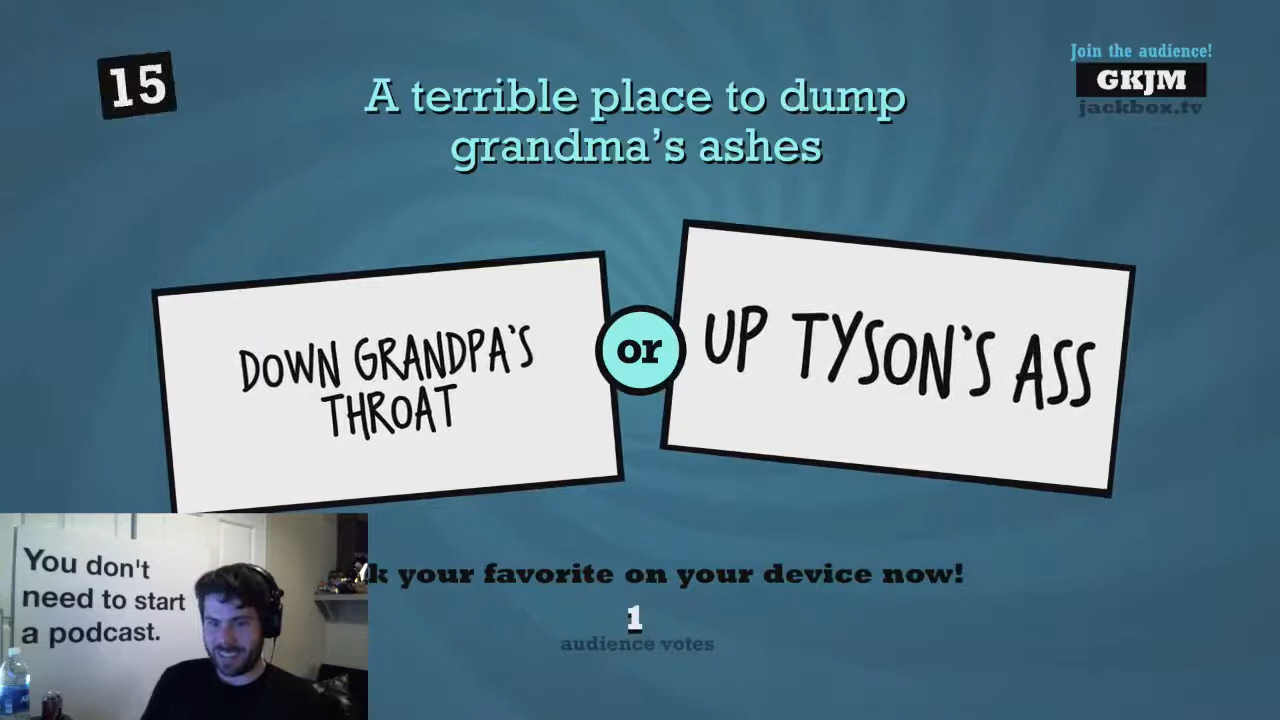 15
Join the audience!
GKJM
jackbox.tv
A terrible place to dump
grandma's ashes
DOWN GRANDPA'S
THROAT
or
UP TYSON'S ASS
your favorite on your device now!
1
audience votes
You don't
need to start
a podcast.